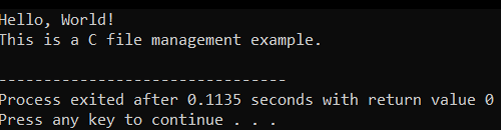 Hello, World!
This is a C file management example.
--------------------------------
Process exited after 0.1135 seconds with return value 0
Press any key to continue . . .